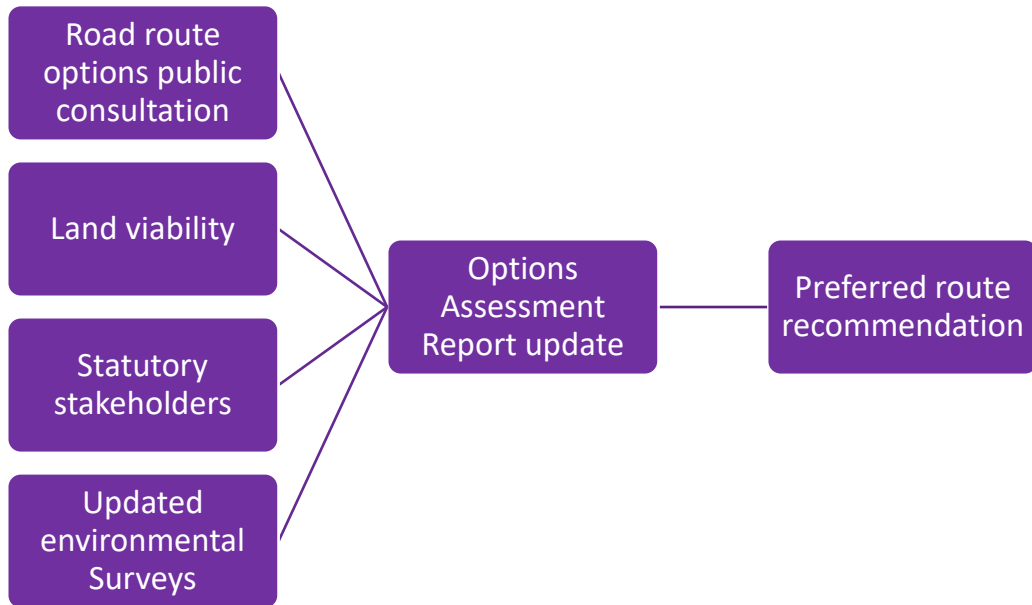 Road route
options public
consultation
Land viability
Statutory
stakeholders
Updated
environmental
Surveys
Options
Assessment
Report update
Preferred route
recommendation